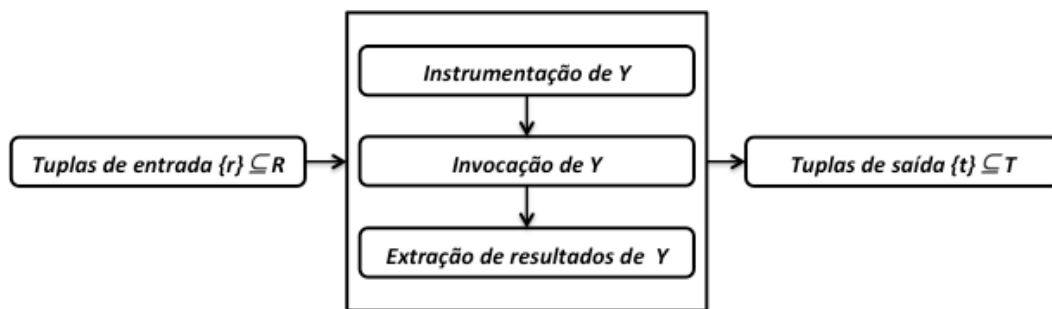 Instrumentação de Y
Tuplas de entrada {r} ⊆ R
Invocação de Y
Tuplas de saída {t} ⊆ T
Extração de resultados de Y